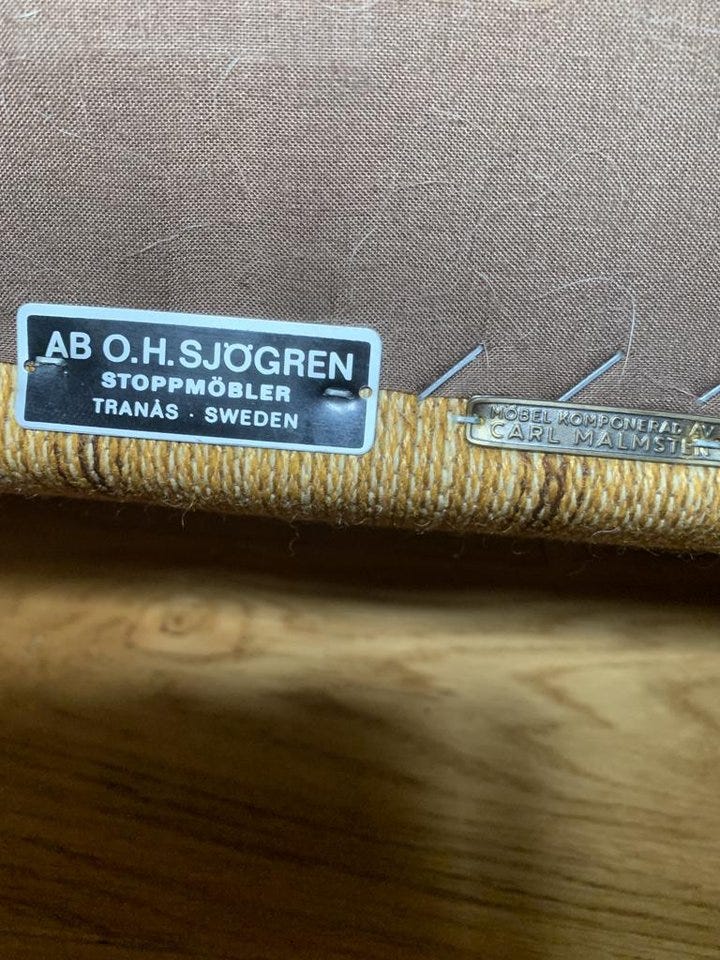 AB O.H. SJÖGREN
STOPPMÖBLER
TRANÅS · SWEDEN
MÖBEL KOMPONERAD AV
CARL MALMSTEN